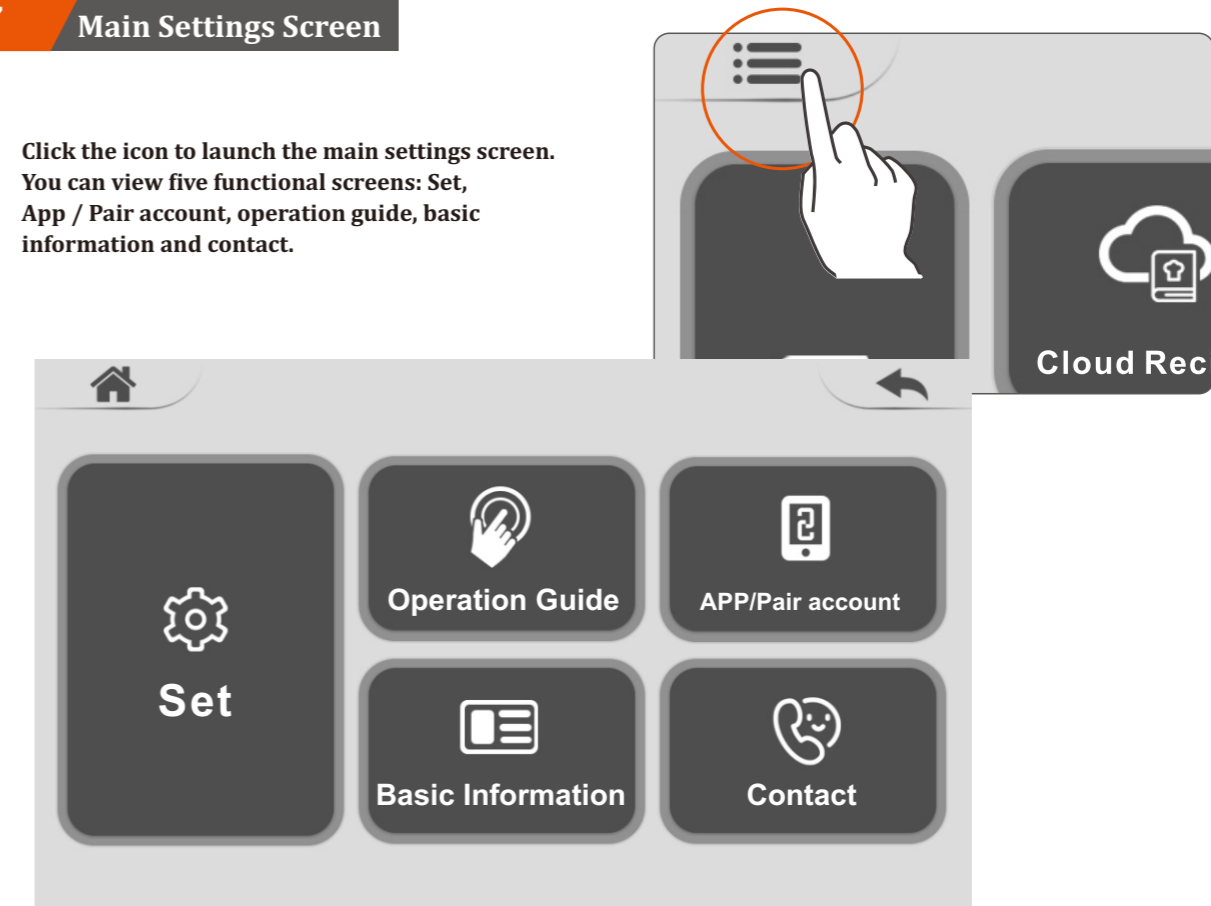 Main Settings Screen
Click the icon to launch the main settings screen.
You can view five functional screens: Set,
App / Pair account, operation guide, basic
information and contact.
Cloud Rec
Operation Guide
APP/Pair account
Set
Basic Information
Contact